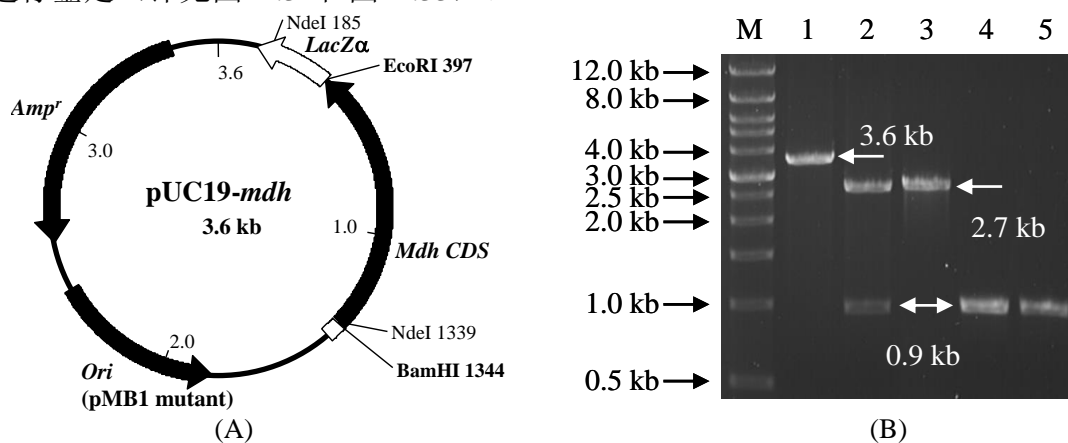 NdeI 185
LacZα
EcoRI 397
3.6
Ampʳ
3.0
pUC19-mdh
3.6 kb
1.0
Mdh CDS
NdeI 1339
BamHI 1344
2.0
Ori
(pMB1 mutant)
(A)
M 1 2 3 4 5
12.0 kb
8.0 kb
4.0 kb
3.0 kb
2.5 kb
2.0 kb
1.0 kb
0.5 kb
3.6 kb
2.7 kb
0.9 kb
(B)